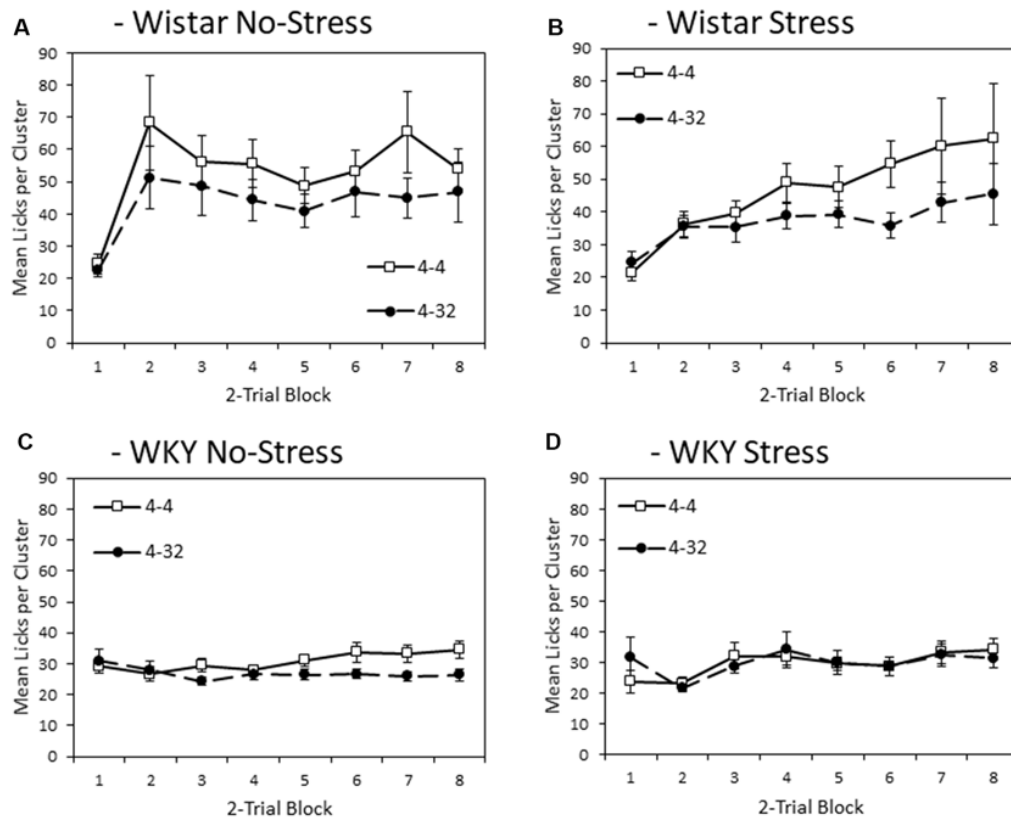 A
- Wistar No-Stress
Mean Licks per Cluster
90
80
70
60
50
40
30
20
10
0
4-4
4-32
1 2 3 4 5 6 7 8
2-Trial Block
B
- Wistar Stress
Mean Licks per Cluster
90
80
70
60
50
40
30
20
10
0
4-4
4-32
1 2 3 4 5 6 7 8
2-Trial Block
C
- WKY No-Stress
Mean Licks per Cluster
90
80
70
60
50
40
30
20
10
0
4-4
4-32
1 2 3 4 5 6 7 8
2-Trial Block
D
- WKY Stress
Mean Licks per Cluster
90
80
70
60
50
40
30
20
10
0
4-4
4-32
1 2 3 4 5 6 7 8
2-Trial Block